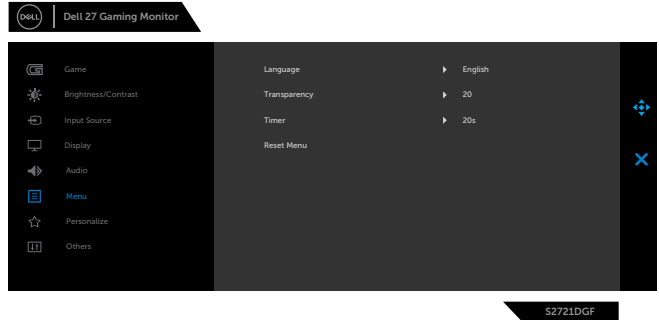 DELL Dell 27 Gaming Monitor
Game
Language English
Brightness/Contrast
Transparency 20
Input Source
Timer 20s
Display
Reset Menu
Audio
Menu
Personalize
Others
S2721DGF